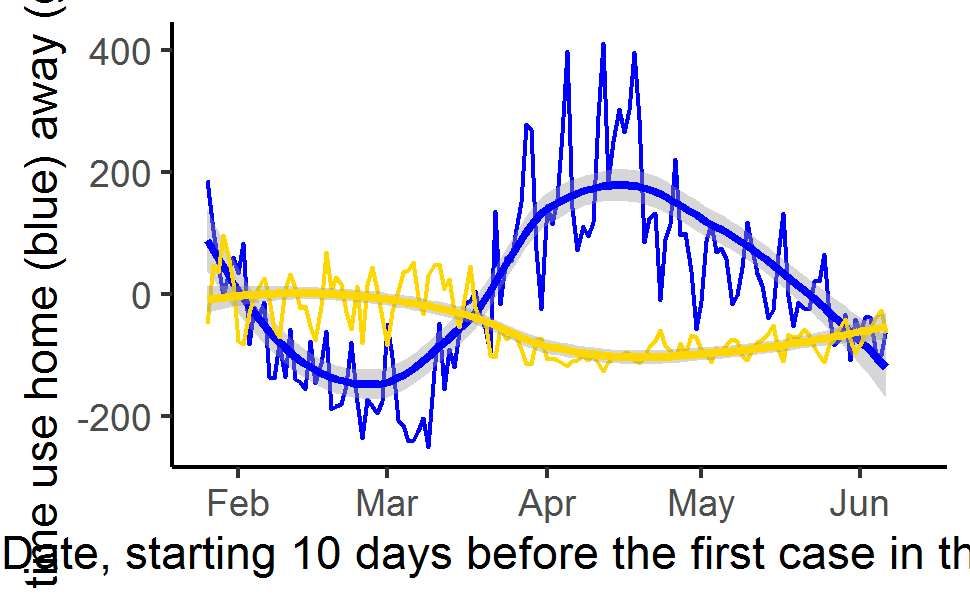 time use home (blue) away (
400
200
0
-200
Feb Mar Apr May Jun
Date, starting 10 days before the first case in th